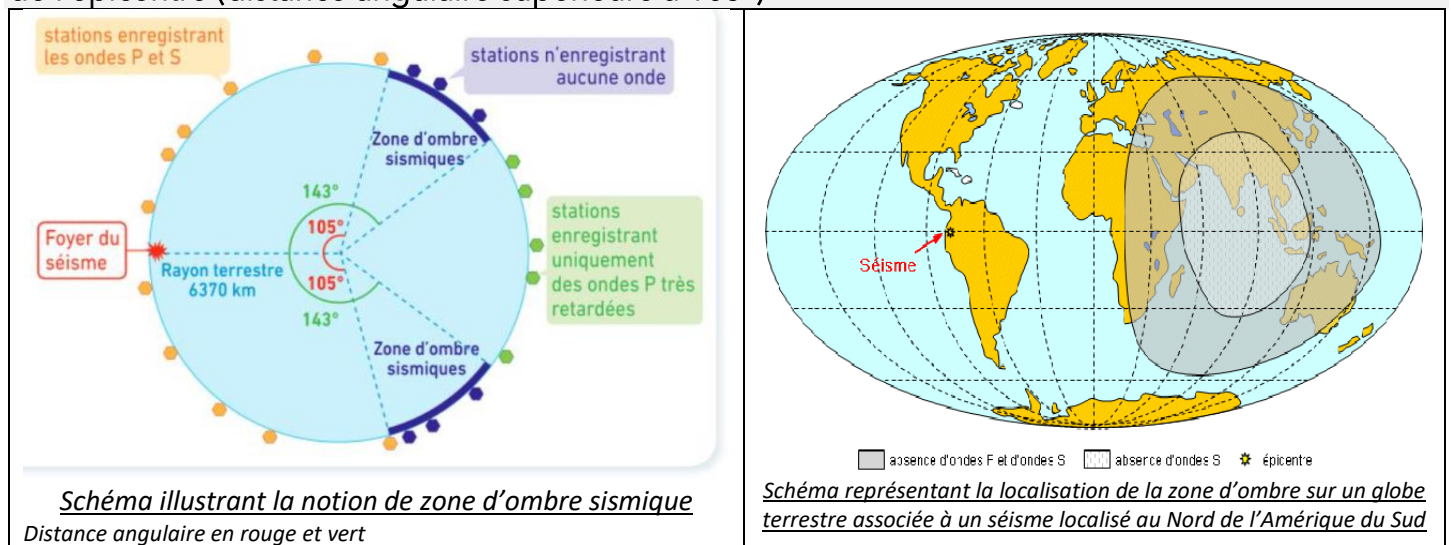 stations enregistrant
les ondes P et S
stations n'enregistrant
aucune onde
Zone d'ombre
sismiques
143°
105°
Foyer du
séisme
Rayon terrestre
6370 km
105°
143°
stations
enregistrant
uniquement
des ondes P très
retardées
Zone d'ombre
sismiques
Schéma illustrant la notion de zone d'ombre sismique
Distance angulaire en rouge et vert
Séisme
absence d'ondes P et d'ondes S
absence d'ondes S
épicentre
Schéma représentant la localisation de la zone d'ombre sur un globe
terrestre associée à un séisme localisé au Nord de l'Amérique du Sud